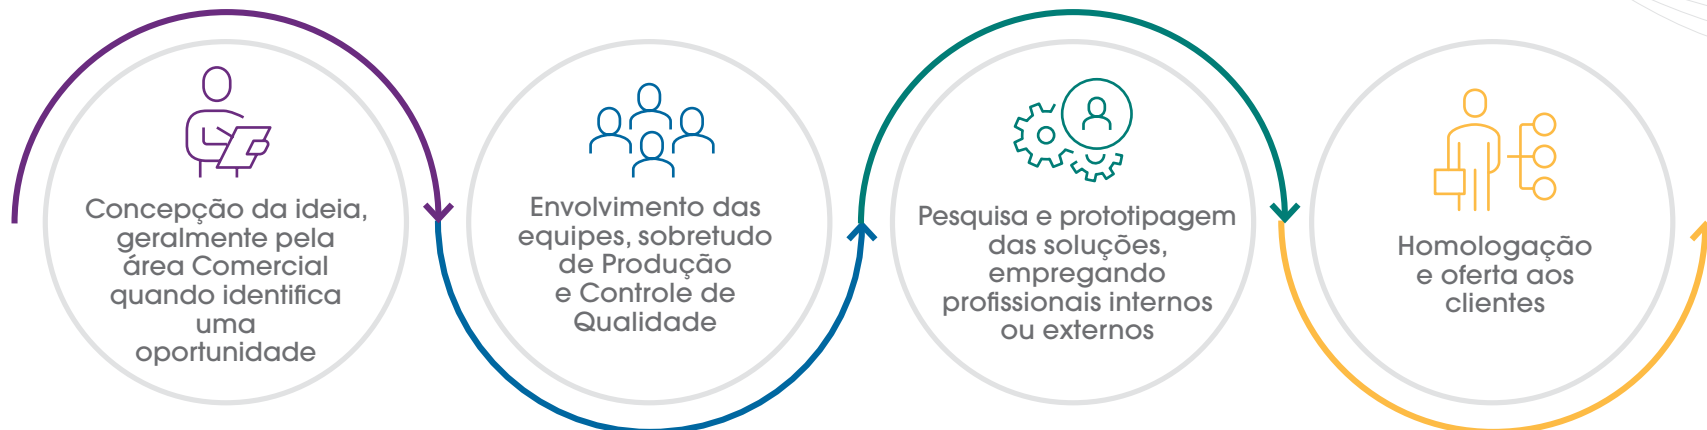 Concepção da ideia,
geralmente pela
área Comercial
quando identifica
uma
oportunidade
Envolvimento das
equipes, sobretudo
de Produção
e Controle de
Qualidade
Pesquisa e prototipagem
das soluções,
empregando
profissionais internos
ou externos
Homologação
e oferta aos
clientes